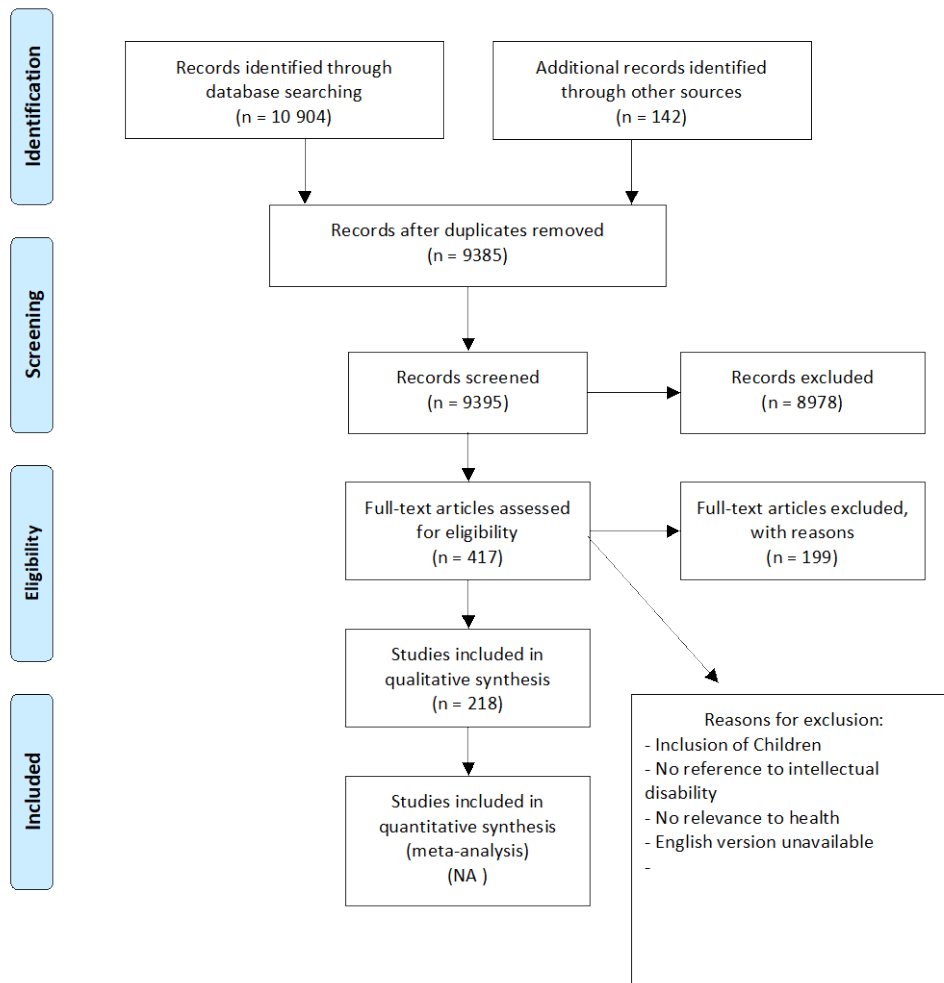 Identification
Records identified through
database searching
(n = 10 904)
Additional records identified
through other sources
(n = 142)
Records after duplicates removed
(n = 9385)
Screening
Records screened
(n = 9395)
Records excluded
(n = 8978)
Eligibility
Full-text articles assessed
for eligibility
(n = 417)
Full-text articles excluded,
with reasons
(n = 199)
Studies included in
qualitative synthesis
(n = 218)
Included
Studies included in
quantitative synthesis
(meta-analysis)
(NA )
Reasons for exclusion:
- Inclusion of Children
- No reference to intellectual
disability
- No relevance to health
- English version unavailable
-